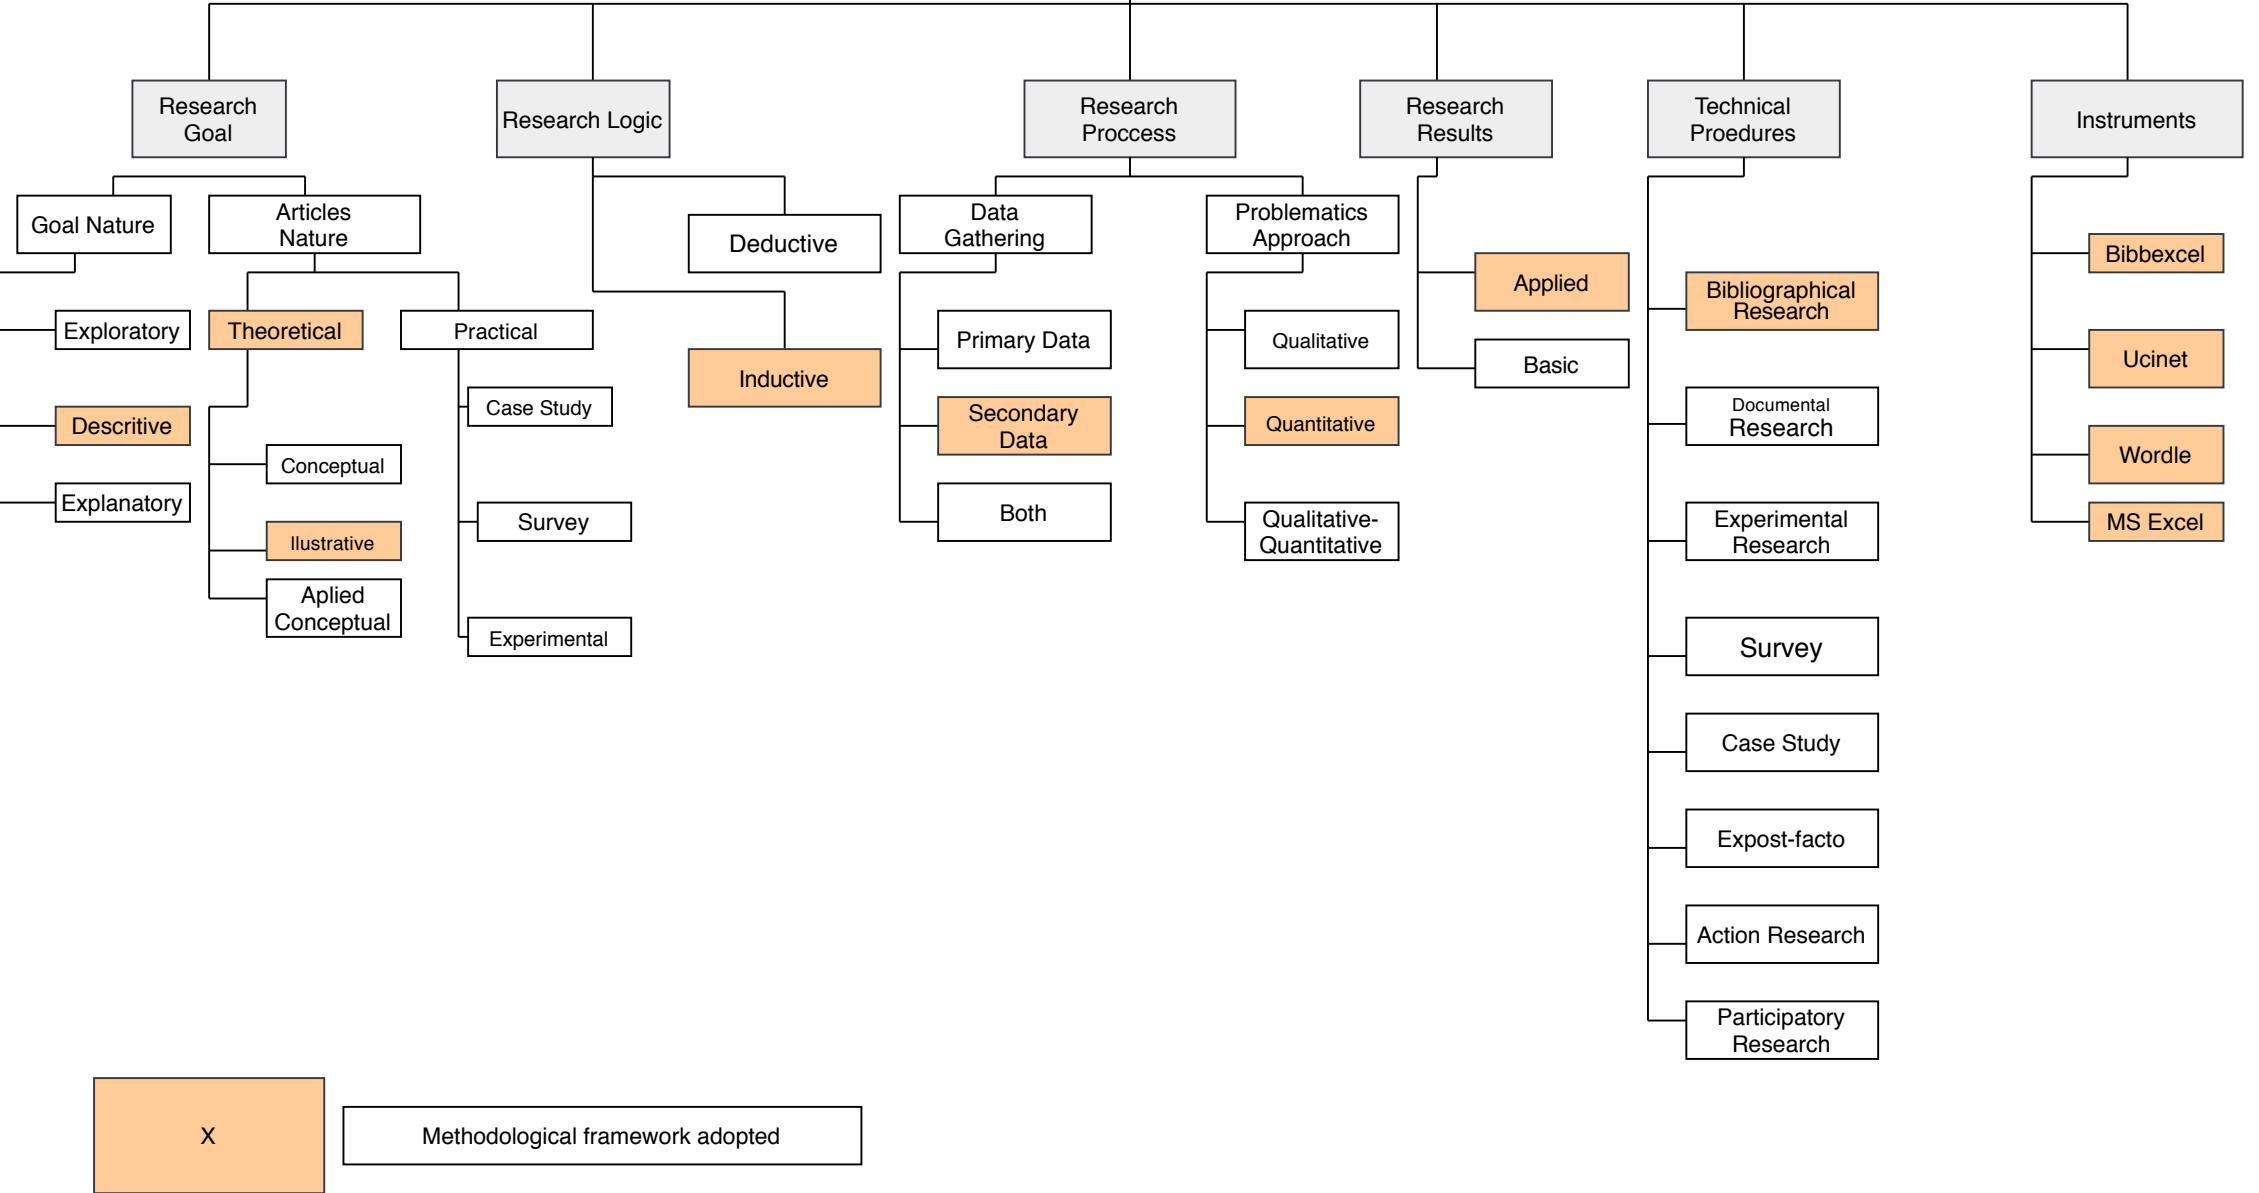 Research
Goal
Research Logic
Research
Proccess
Research
Results
Technical
Proedures
Instruments
Goal Nature
Articles
Nature
Deductive
Data
Gathering
Problematics
Approach
Exploratory
Descritive
Explanatory
Theoretical
Practical
Conceptual
Ilustrative
Aplied
Conceptual
Case Study
Survey
Experimental
Inductive
Primary Data
Secondary
Data
Both
Qualitative
Quantitative
Qualitative-
Quantitative
Applied
Basic
Bibliographical
Research
Documental
Research
Experimental
Research
Survey
Case Study
Expost-facto
Action Research
Participatory
Research
Bibbexcel
Ucinet
Wordle
MS Excel
X
Methodological framework adopted